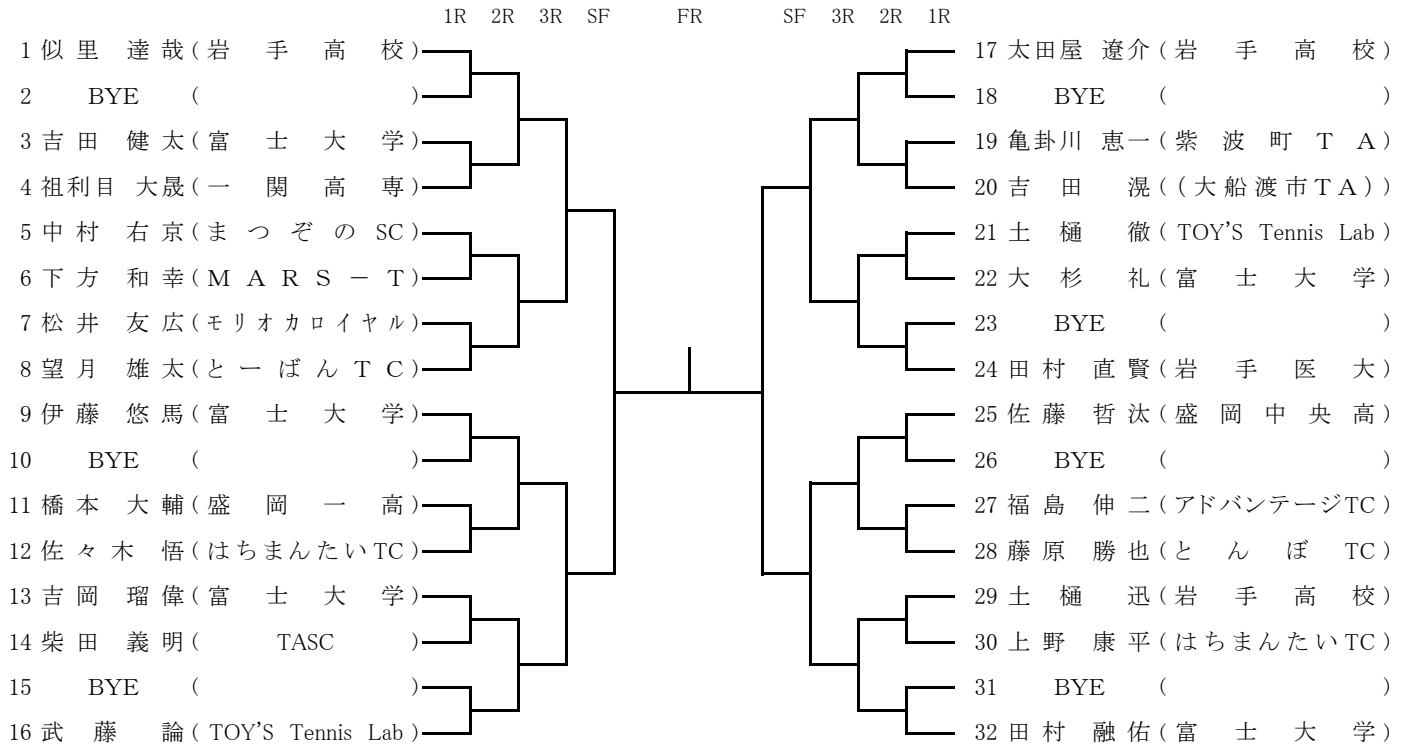 1R 2R 3R SF FR SF 3R 2R 1R
1 似里 達哉 (岩手高校)
2 BYE ( )
3 吉田 健太 (富士大学)
4 祖利目 大晟 (一関高専)
5 中村 右京 (まつぞのSC)
6 下方 和幸 (MARS－T)
7 松井 友広 (モリオカロイヤル)
8 望月 雄太 (とーばんTC)
9 伊藤 悠馬 (富士大学)
10 BYE ( )
11 橋本 大輔 (盛岡一高)
12 佐々木 悟 (はちまんたいTC)
13 吉岡 瑠偉 (富士大学)
14 柴田 義明 (TASC)
15 BYE ( )
16 武藤 論 (TOY'S Tennis Lab)
17 太田屋 遼介 (岩手高校)
18 BYE ( )
19 亀卦川 恵一 (紫波町TA)
20 吉田 滉 ((大船渡市TA))
21 土樋 徹 (TOY'S Tennis Lab)
22 大杉 礼 (富士大学)
23 BYE ( )
24 田村 直賢 (岩手医大)
25 佐藤 哲汰 (盛岡中央高)
26 BYE ( )
27 福島 伸二 (アドバンテージTC)
28 藤原 勝也 (とんぼTC)
29 土樋 迅 (岩手高校)
30 上野 康平 (はちまんたいTC)
31 BYE ( )
32 田村 融佑 (富士大学)